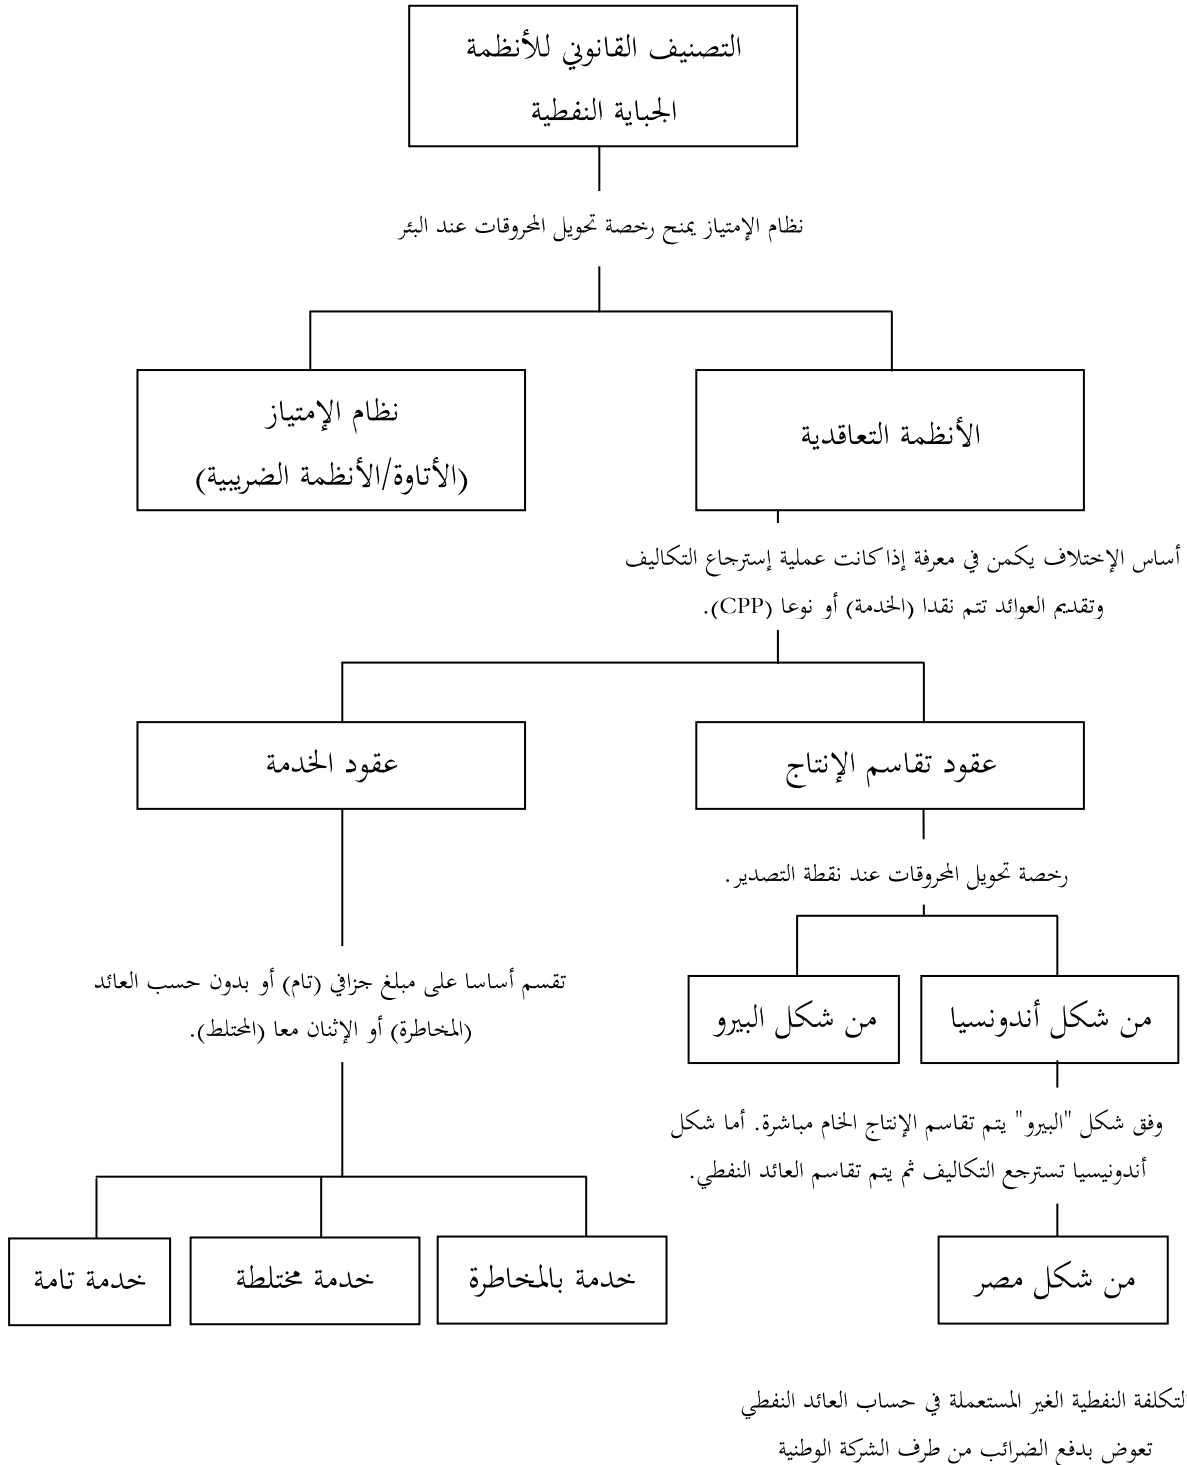 التصنيف القانوني للأنظمة
الجباية النفطية
نظام الإمتياز يمنح رخصة تحويل المحروقات عند البئر
الأنظمة التعاقدية
نظام الإمتياز
(الأتاوة/الأنظمة الضريبية)
أساس الإختلاف يكمن في معرفة إذا كانت عملية إسترجاع التكاليف
وتقديم العوائد تتم نقدا (الخدمة) أو نوعا (CPP).
عقود تقاسم الإنتاج
عقود الخدمة
رخصة تحويل المحروقات عند نقطة التصدير.
من شكل أندونسيا
من شكل البيرو
تقسم أساسا على مبلغ جزافي (تام) أو بدون حسب العائد
(المخاطرة) أو الإثنان معا (المختلط).
وفق شكل "البيرو" يتم تقاسم الإنتاج الخام مباشرة. أما شكل
أندونيسيا تسترجع التكاليف ثم يتم تقاسم العائد النفطي.
من شكل مصر
خدمة بالمخاطرة
خدمة مختلطة
خدمة تامة
لتكلفة النفطية الغير المستعملة في حساب العائد النفطي
تعوض بدفع الضرائب من طرف الشركة الوطنية